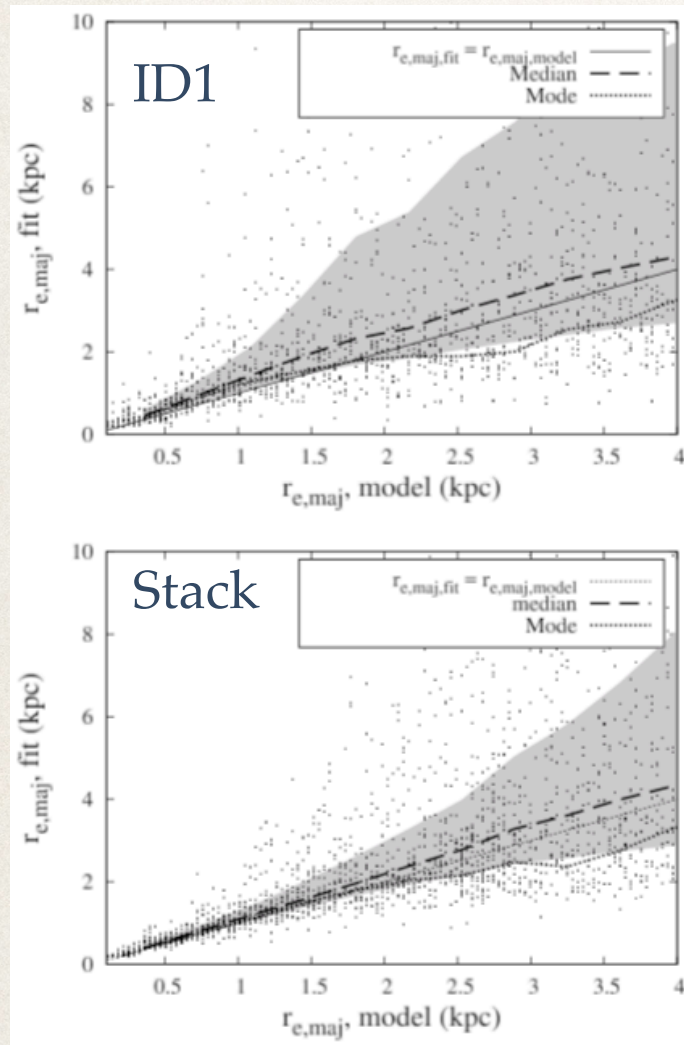 ID1
r_e,maj,fit = r_e,maj,model
Median
Mode
10
8
6
4
2
0
r_e,maj, fit (kpc)
0.5 1 1.5 2 2.5 3 3.5 4
r_e,maj, model (kpc)
Stack
r_e,maj,fit = r_e,maj,model
median
Mode
10
8
6
4
2
0
r_e,maj, fit (kpc)
0.5 1 1.5 2 2.5 3 3.5 4
r_e,maj, model (kpc)